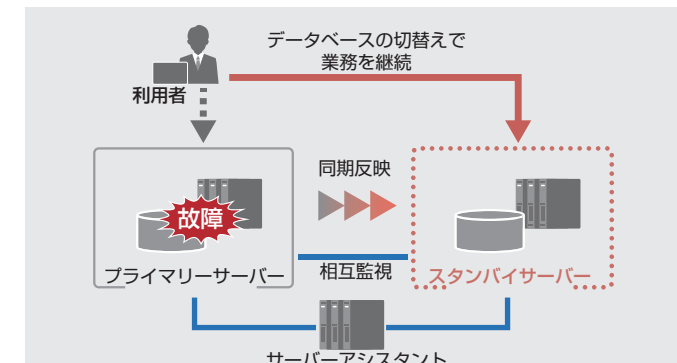 データベースの切替えで
業務を継続
利用者
同期反映
故障
プライマリーサーバー
相互監視
スタンバイサーバー
サーバーアシスタント